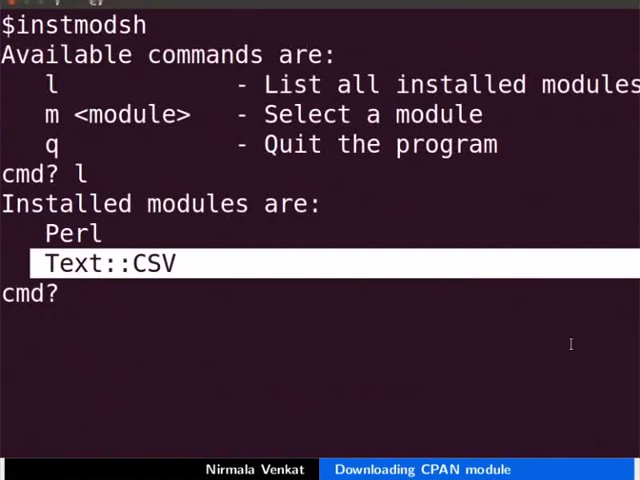 $instmodsh
Available commands are:
l - List all installed modules
m <module> - Select a module
q - Quit the program
cmd? l
Installed modules are:
Perl
Text::CSV
cmd?
Nirmala Venkat Downloading CPAN module